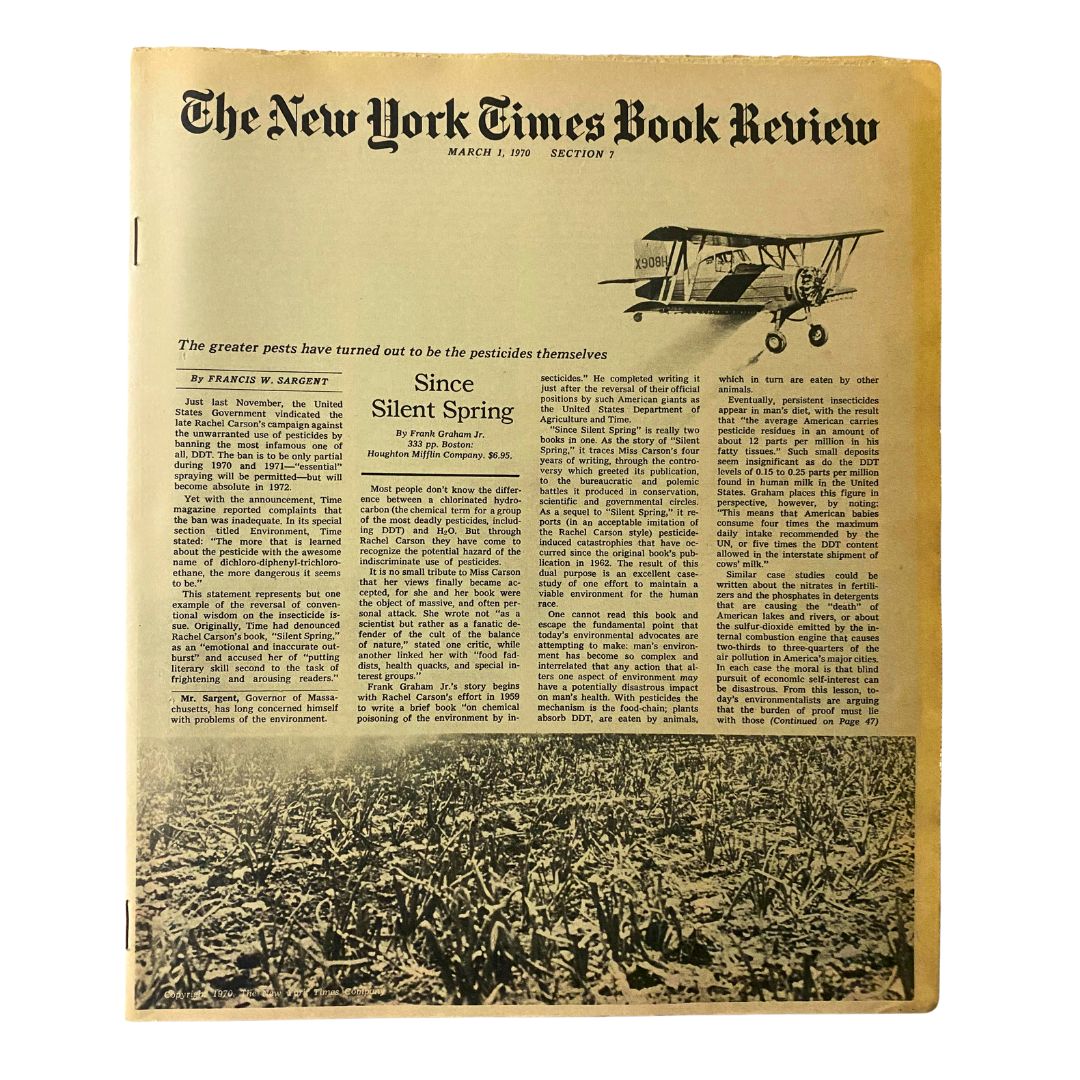 The New York Times Book Review
MARCH 1, 1970 SECTION 7
The greater pests have turned out to be the pesticides themselves
By FRANCIS W. SARGENT
Just last November, the United
States Government vindicated the
late Rachel Carson's campaign against
the unwarranted use of pesticides by
banning the most infamous one of
all, DDT. The ban is to be only partial
during 1970 and 1971—"essential"
spraying will be permitted—but will
become absolute in 1972.
Yet with the announcement, Time
magazine reported complaints that
the ban was inadequate. In its special
section titled Environment, Time
stated: "The more that is learned
about the pesticide with the awesome
name of dichloro-diphenyl-trichloro-
ethane, the more dangerous it seems
to be."
This statement represents but one
example of the reversal of conven-
tional wisdom on the insecticide is-
sue. Originally, Time had denounced
Rachel Carson's book, "Silent Spring,"
as an "emotional and inaccurate out-
burst" and accused her of "putting
literary skill second to the task of
frightening and arousing readers."
Mr. Sargent, Governor of Massa-
chusetts, has long concerned himself
with problems of the environment.
Since
Silent Spring
By Frank Graham Jr.
333 pp. Boston:
Houghton Mifflin Company. $6.95.
Most people don't know the differ-
ence between a chlorinated hydro-
carbon (the chemical term for a group
of the most deadly pesticides, includ-
ing DDT) and H₂O. But through
Rachel Carson they have come to
recognize the potential hazard of the
indiscriminate use of pesticides.
It is no small tribute to Miss Carson
that her views finally became ac-
cepted, for she and her book were
the object of massive, and often per-
sonal attack. She wrote not "as a
scientist but rather as a fanatic de-
fender of the cult of the balance
of nature," stated one critic, while
another linked her with "food fad-
dists, health quacks, and special in-
terest groups."
Frank Graham Jr.'s story begins
with Rachel Carson's effort in 1959
to write a brief book "on chemical
poisoning of the environment by in-
secticides." He completed writing it
just after the reversal of their official
positions by such American giants as
the United States Department of
Agriculture and Time.
"Since Silent Spring" is really two
books in one. As the story of "Silent
Spring," it traces Miss Carson's four
years of writing, through the contro-
versy which greeted its publication,
to the bureaucratic and polemic
battles it produced in conservation,
scientific and governmental circles.
As a sequel to "Silent Spring," it re-
ports (in an acceptable imitation of
the Rachel Carson style) pesticide-
induced catastrophies that have oc-
curred since the original book's pub-
lication in 1962. The result of this
dual purpose is an excellent case-
study of one effort to maintain a
viable environment for the human
race.
One cannot read this book and
escape the fundamental point that
today's environmental advocates are
attempting to make: man's environ-
ment has become so complex and
interrelated that any action that al-
ters one aspect of environment may
have a potentially disastrous impact
on man's health. With pesticides the
mechanism is the food-chain; plants
absorb DDT, are eaten by animals,
which in turn are eaten by other
animals.
Eventually, persistent insecticides
appear in man's diet, with the result
that "the average American carries
pesticide residues in an amount of
about 12 parts per million in his
fatty tissues." Such small deposits
seem insignificant as do the DDT
levels of 0.15 to 0.25 parts per million
found in human milk in the United
States. Graham places this figure in
perspective, however, by noting:
"This means that American babies
consume four times the maximum
daily intake recommended by the
UN, or five times the DDT content
allowed in the interstate shipment of
cows' milk."
Similar case studies could be
written about the nitrates in fertili-
zers and the phosphates in detergents
that are causing the "death" of
American lakes and rivers, or about
the sulfur-dioxide emitted by the in-
ternal combustion engine that causes
two-thirds to three-quarters of the
air pollution in America's major cities.
In each case the moral is that blind
pursuit of economic self-interest can
be disastrous. From this lesson, to-
day's environmentalists are arguing
that the burden of proof must lie
with those (Continued on Page 47)
Copyright 1970, The New York Times Company